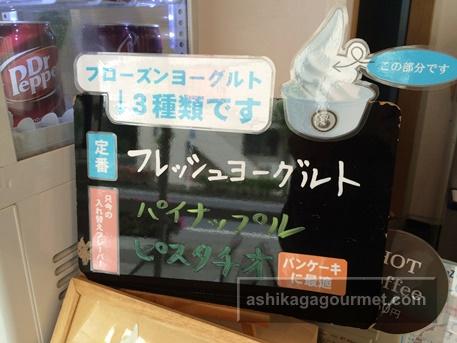 Dr
Pepper
フローズンヨーグルト
3種類です
この部分です
定番
フレッシュヨーグルト
只今の
入れ替えフレーバー
パイナップル
ピスタチオ
パンケーキ
に最適
HOT
Coffee
円
ashikagagourmet.com